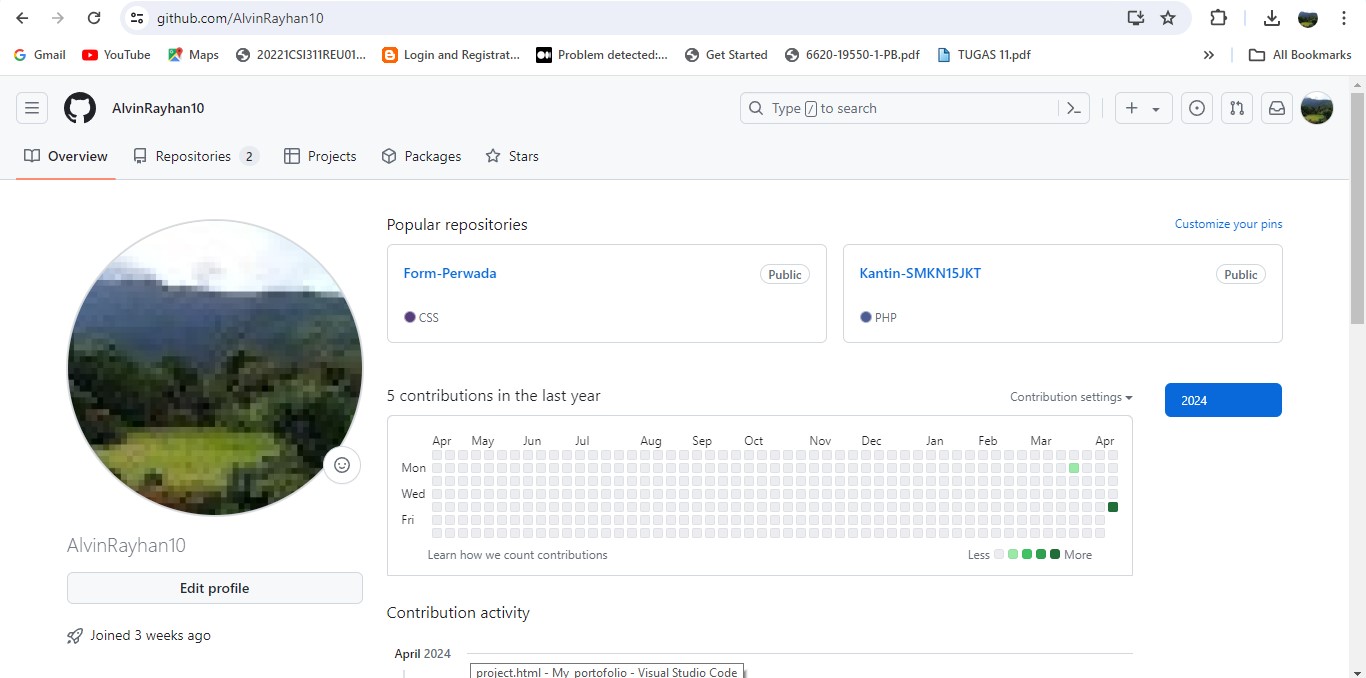 github.com/AlvinRayhan10
Gmail YouTube Maps 20221CSI311REU01... Login and Registrat... Problem detected:... Get Started 6620-19550-1-PB.pdf TUGAS 11.pdf » All Bookmarks
AlvinRayhan10 Type / to search
Overview Repositories 2 Projects Packages Stars
Popular repositories Customize your pins
Form-Perwada Public Kantin-SMKN15JKT Public
CSS PHP
5 contributions in the last year Contribution settings 2024
Apr May Jun Jul Aug Sep Oct Nov Dec Jan Feb Mar Apr
Mon
Wed
Fri
Learn how we count contributions Less More
AlvinRayhan10
Edit profile
Contribution activity
Joined 3 weeks ago
April 2024
project.html - My_portofolio - Visual Studio Code